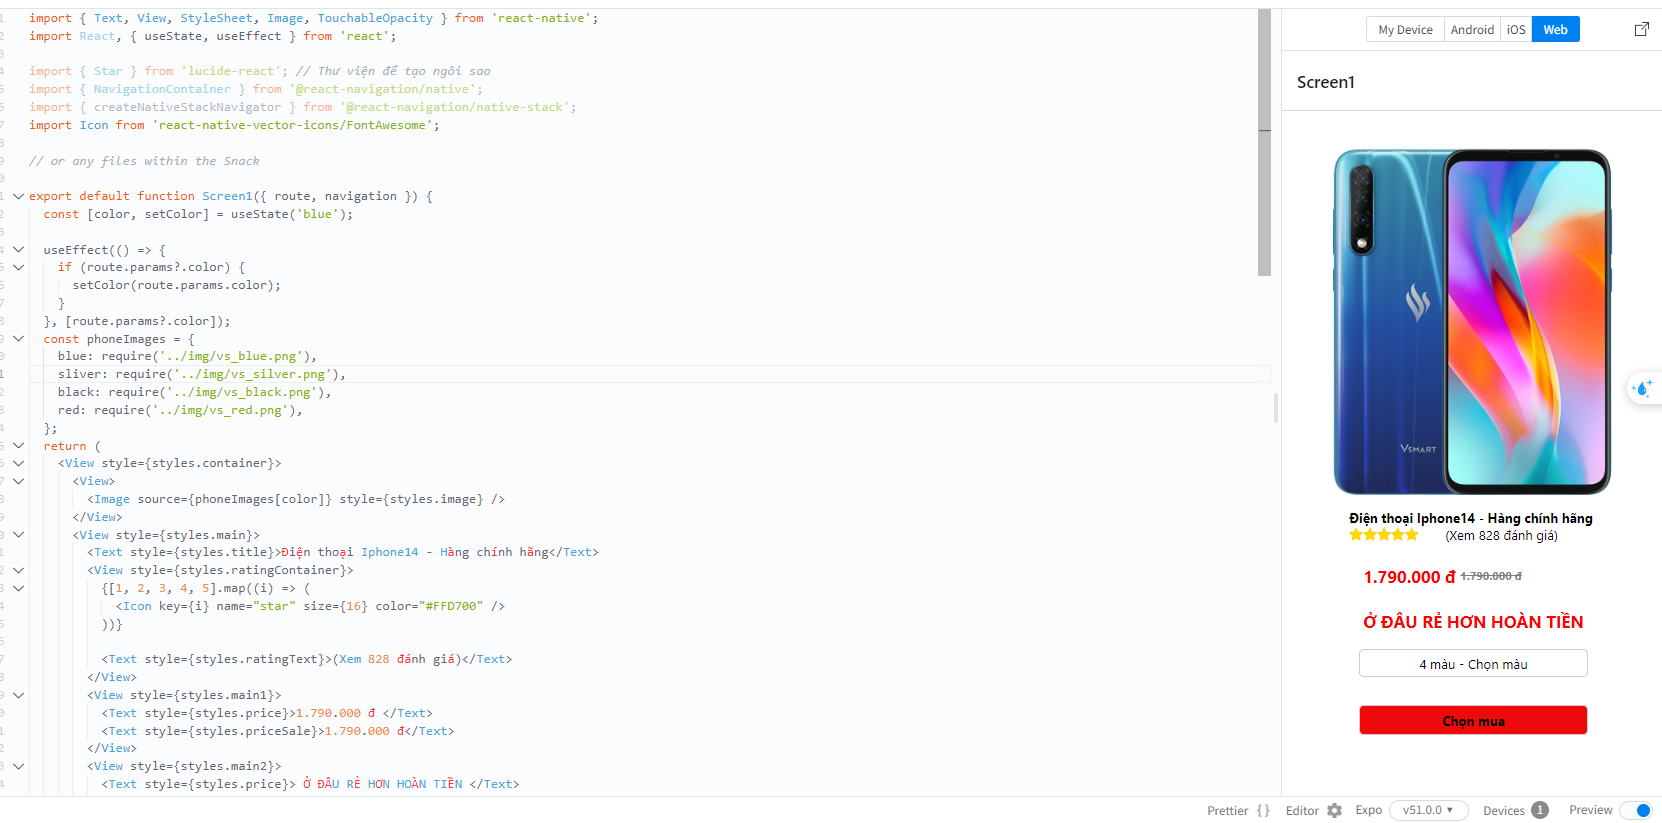 import { Text, View, StyleSheet, Image, TouchableOpacity } from 'react-native';
import React, { useState, useEffect } from 'react';
import { Star } from 'lucide-react'; // Thư viện để tạo ngôi sao
import { NavigationContainer } from '@react-navigation/native';
import { createNativeStackNavigator } from '@react-navigation/native-stack';
import Icon from 'react-native-vector-icons/FontAwesome';
// or any files within the Snack
export default function Screen1({ route, navigation }) {
const [color, setColor] = useState('blue');
useEffect(() => {
if (route.params?.color) {
setColor(route.params.color);
}
}, [route.params?.color]);
const phoneImages = {
blue: require('../img/vs_blue.png'),
sliver: require('../img/vs_silver.png'),
black: require('../img/vs_black.png'),
red: require('../img/vs_red.png'),
};
return (
<View style={styles.container}>
<View>
<Image source={phoneImages[color]} style={styles.image} />
</View>
<View style={styles.main}>
<Text style={styles.title}>Điện thoại Iphone14 - Hàng chính hãng</Text>
<View style={styles.ratingContainer}>
{[1, 2, 3, 4, 5].map((i) => (
<Icon key={i} name="star" size={16} color="#FFD700" />
))}
<Text style={styles.ratingText}>(Xem 828 đánh giá)</Text>
</View>
<View style={styles.main1}>
<Text style={styles.price}>1.790.000 đ </Text>
<Text style={styles.priceSale}>1.790.000 đ</Text>
</View>
<View style={styles.main2}>
<Text style={styles.price}> Ở ĐÂU RẺ HƠN HOÀN TIỀN </Text>
My Device Android iOS Web
Screen1
VSMART
Điện thoại Iphone14 - Hàng chính hãng
(Xem 828 đánh giá)
1.790.000 đ 1.790.000 đ
Ở ĐÂU RẺ HƠN HOÀN TIỀN
4 màu - Chọn màu
Chọn mua
Prettier {} Editor Expo v51.0.0 Devices 1 Preview